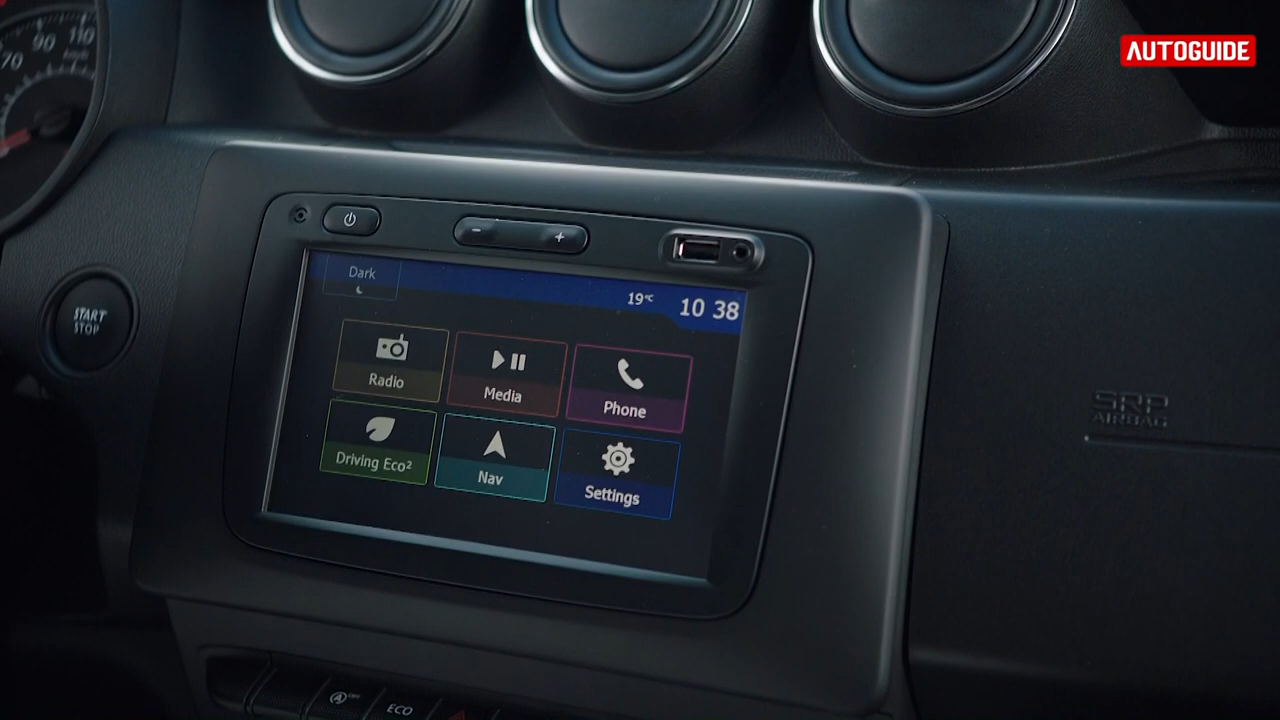 AUTOGUIDE
90 110
70
Dark
19°C 10 38
START
STOP
Radio
Media
Phone
Driving Eco²
Nav
Settings
SRP
AIRBAG
OFF
ECO